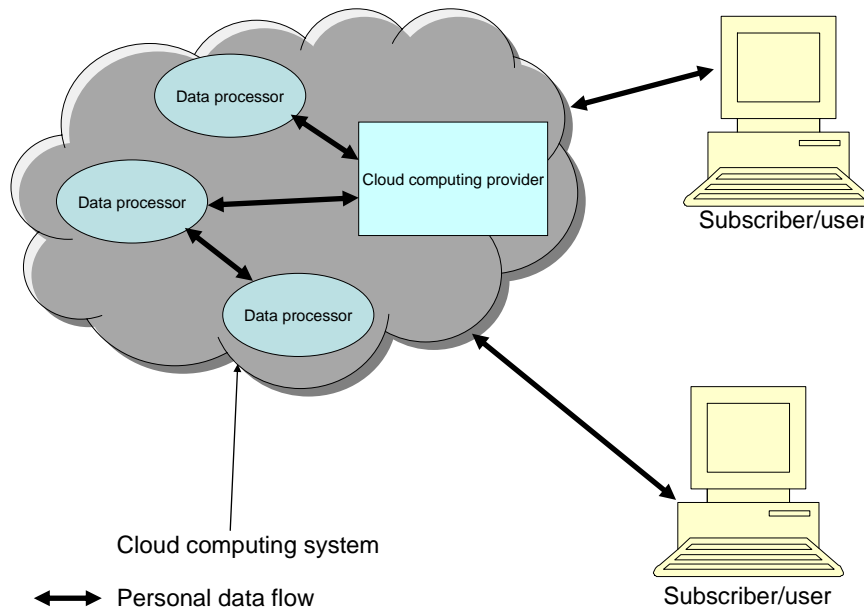 Data processor
Cloud computing provider
Data processor
Data processor
Subscriber/user
Cloud computing system
Personal data flow
Subscriber/user